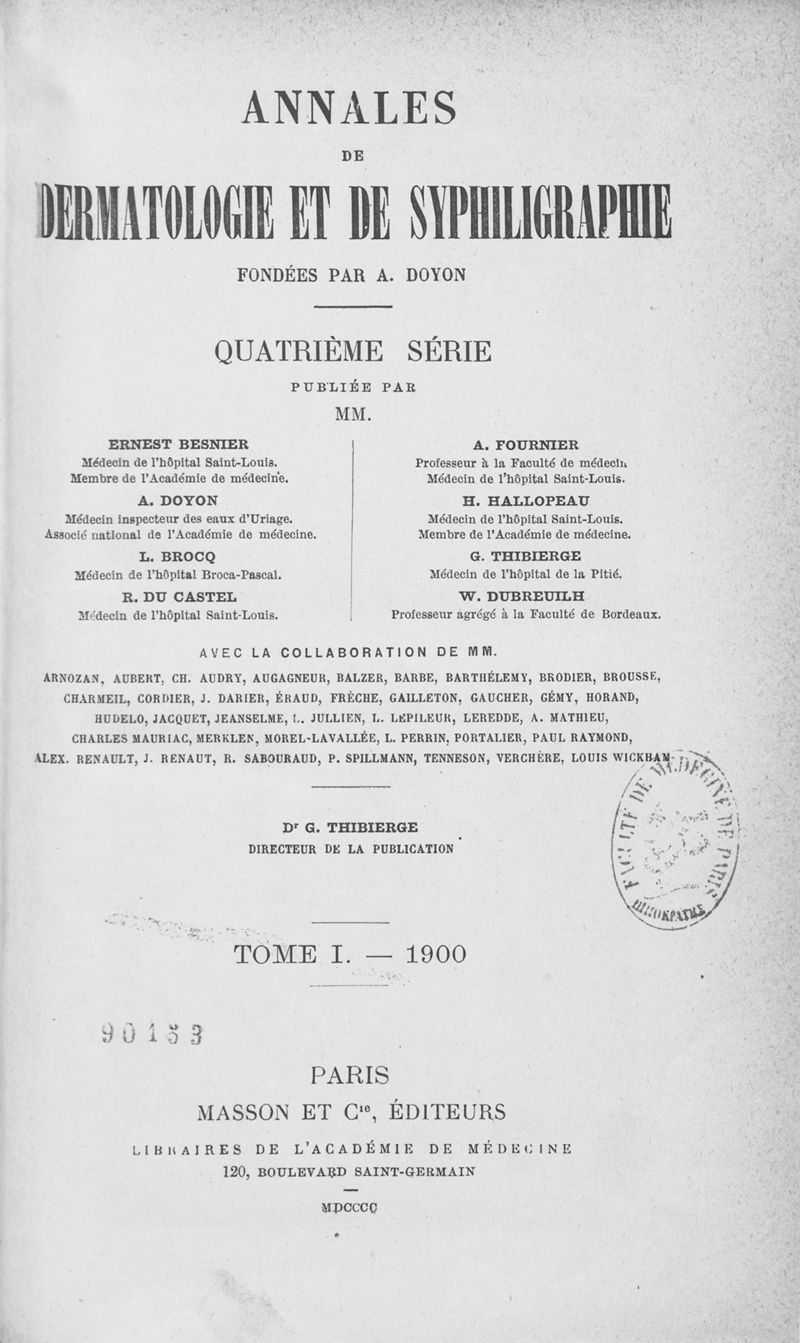 ANNALES
DE
DERMATOLOGIE ET DE SYPHILIGRAPHIE
FONDÉES PAR A. DOYON
QUATRIÈME SÉRIE
PUBLIÉE PAR
MM.
ERNEST BESNIER
Médecin de l'hôpital Saint-Louis.
Membre de l'Académie de médecine.
A. DOYON
Médecin inspecteur des eaux d'Uriage.
Associé national de l'Académie de médecine.
L. BROCQ
Médecin de l'hôpital Broca-Pascal.
R. DU CASTEL
Médecin de l'hôpital Saint-Louis.
A. FOURNIER
Professeur à la Faculté de médecin
Médecin de l'hôpital Saint-Louis.
H. HALLOPEAU
Médecin de l'hôpital Saint-Louis.
Membre de l'Académie de médecine.
G. THIBIERGE
Médecin de l'hôpital de la Pitié.
W. DUBREUILH
Professeur agrégé à la Faculté de Bordeaux.
AVEC LA COLLABORATION DE MM.
ARNOZAN, AUBERT, CH. AUDRY, AUGAGNEUR, BALZER, BARBE, BARTHÉLEMY, BRODIER, BROUSSE,
CHARMEIL, CORDIER, J. DARIER, ÉRAUD, FRÈCHE, GAILLETON, GAUCHER, GÉMY, HORAND,
HUDELO, JACQUET, JEANSELME, L. JULLIEN, L. LEPILEUR, LEREDDE, A. MATHIEU,
CHARLES MAURIAC, MERKLEN, MOREL-LAVALLÉE, L. PERRIN, PORTALIER, PAUL RAYMOND,
ALEX. RENAULT, J. RENAUT, R. SABOURAUD, P. SPILLMANN, TENNESON, VERCHÈRE, LOUIS WICKHAM
FACULTÉ DE MÉDECINE DE PARIS
Dr G. THIBIERGE
DIRECTEUR DE LA PUBLICATION
TOME I. — 1900
90153
PARIS
MASSON ET Cie, ÉDITEURS
LIBRAIRES DE L'ACADÉMIE DE MÉDECINE
120, BOULEVARD SAINT-GERMAIN
MDCCCC